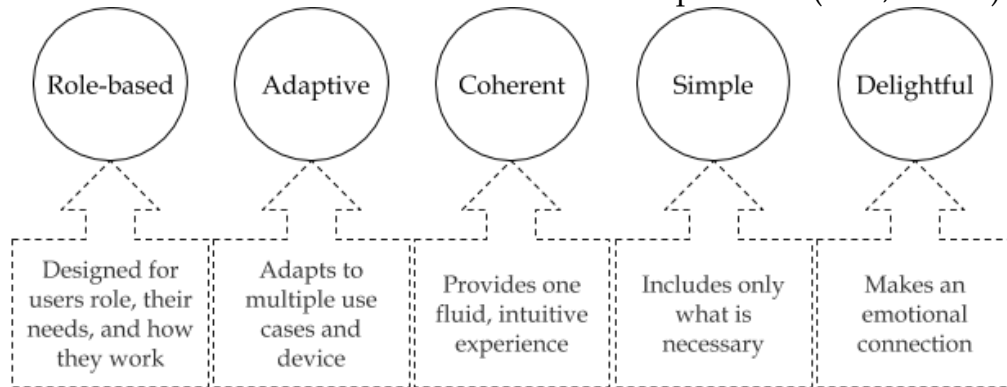 Role-based
Adaptive
Coherent
Simple
Delightful
Designed for
users role, their
needs, and how
they work
Adapts to
multiple use
cases and
device
Provides one
fluid, intuitive
experience
Includes only
what is
necessary
Makes an
emotional
connection